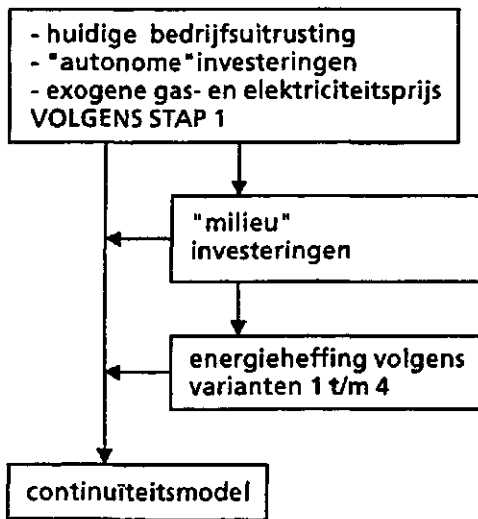 - huidige bedrijfsuitrusting
- "autonome"investeringen
- exogene gas- en elektriciteitsprijs
VOLGENS STAP 1
"milieu"
investeringen
energieheffing volgens
varianten 1 t/m 4
continuïteitsmodel